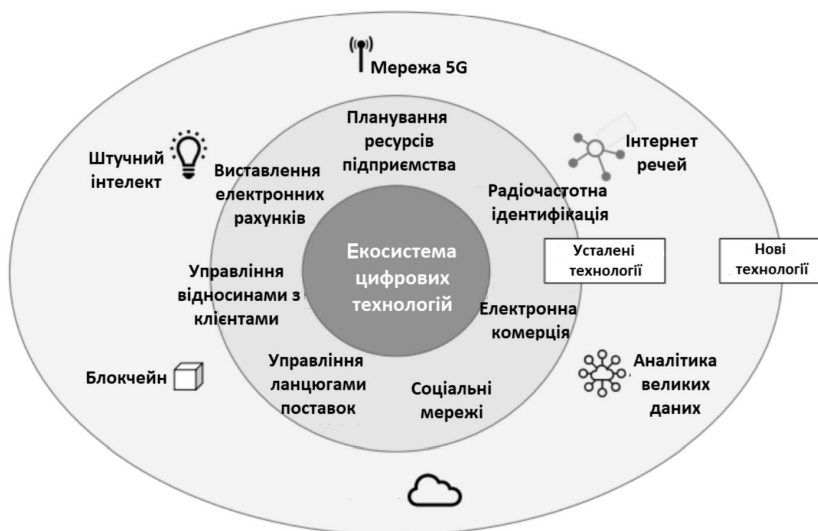 Мережа 5G
Штучний
інтелект
Інтернет
речей
Планування
ресурсів
підприємства
Виставлення
електронних
рахунків
Радіочастотна
ідентифікація
Екосистема
цифрових
технологій
Усталені
технології
Нові
технології
Управління
відносинами з
клієнтами
Електронна
комерція
Управління
ланцюгами
поставок
Соціальні
мережі
Блокчейн
Аналітика
великих
даних